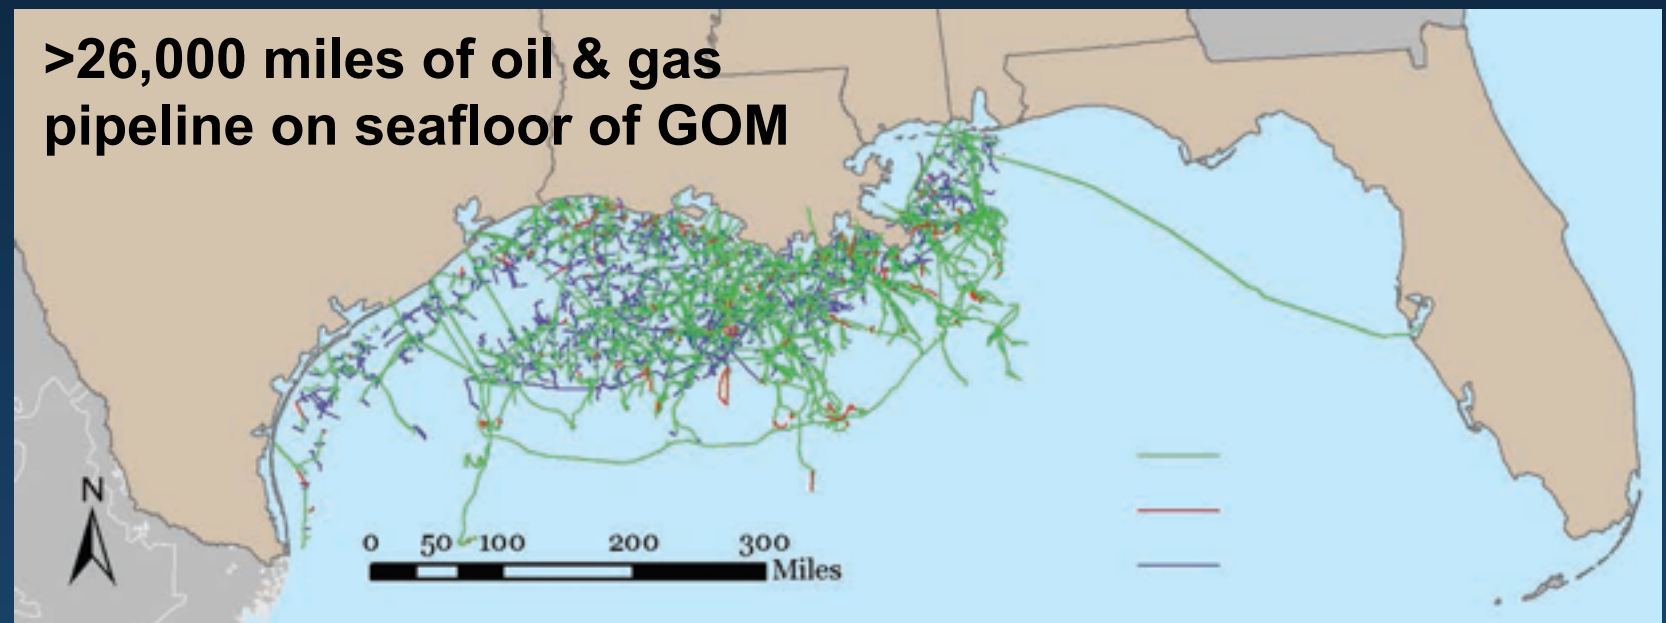 >26,000 miles of oil & gas
pipeline on seafloor of GOM
N
0 50 100 200 300
Miles